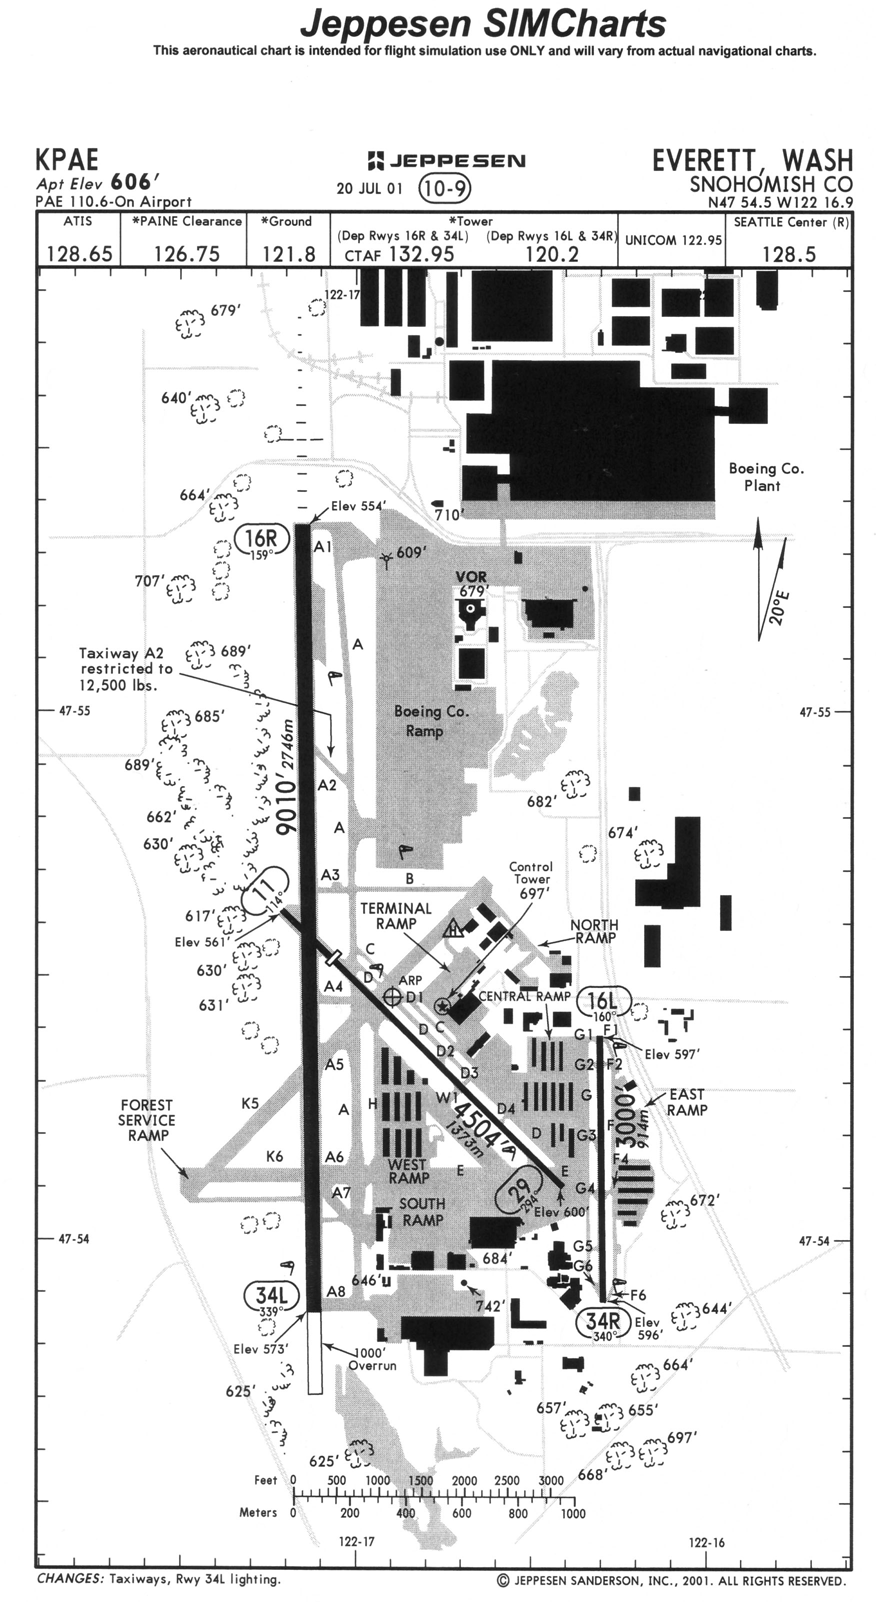 Jeppesen SIMCharts
This aeronautical chart is intended for flight simulation use ONLY and will vary from actual navigational charts.
KPAE
Apt Elev 606'
PAE 110.6-On Airport
JEPPESEN
20 JUL 01 10-9
EVERETT, WASH
SNOHOMISH CO
N47 54.5 W122 16.9
ATIS
128.65
*PAINE Clearance
126.75
*Ground
121.8
*Tower
(Dep Rwys 16R & 34L) (Dep Rwys 16L & 34R)
CTAF 132.95 120.2
UNICOM 122.95
SEATTLE Center (R)
128.5
122-17
679'
640'
664'
Elev 554'
710'
Boeing Co.
Plant
16R
159°
A1
609'
VOR
679'
707'
20°E
689'
A
Taxiway A2
restricted to
12,500 lbs.
47-55
47-55
685'
Boeing Co.
Ramp
9010' 2746m
689'
A2
682'
662'
A
674'
630'
A3
B
11
114°
Control
Tower
697'
617'
TERMINAL
RAMP
NORTH
RAMP
Elev 561'
C
D
H
630'
ARP
D1
631'
A4
CENTRAL RAMP
16L
160°
D
C
G1
F1
D2
Elev 597'
A5
G2
F2
D3
K5
A
H
W1
D4
G
EAST
RAMP
FOREST
SERVICE
RAMP
4504'
1373m
D
G3
F
3000'
914m
K6
A6
WEST
RAMP
E
E
F4
A7
29
294°
G4
SOUTH
RAMP
Elev 600'
672'
47-54
47-54
684'
G5
646'
G6
34L
339°
A8
742'
F6
34R
340°
Elev
596'
644'
Elev 573'
1000'
Overrun
625'
664'
657'
655'
625'
697'
668'
Feet 0 500 1000 1500 2000 2500 3000
Meters 0 200 400 600 800 1000
122-17
122-16
CHANGES: Taxiways, Rwy 34L lighting.
© JEPPESEN SANDERSON, INC., 2001. ALL RIGHTS RESERVED.